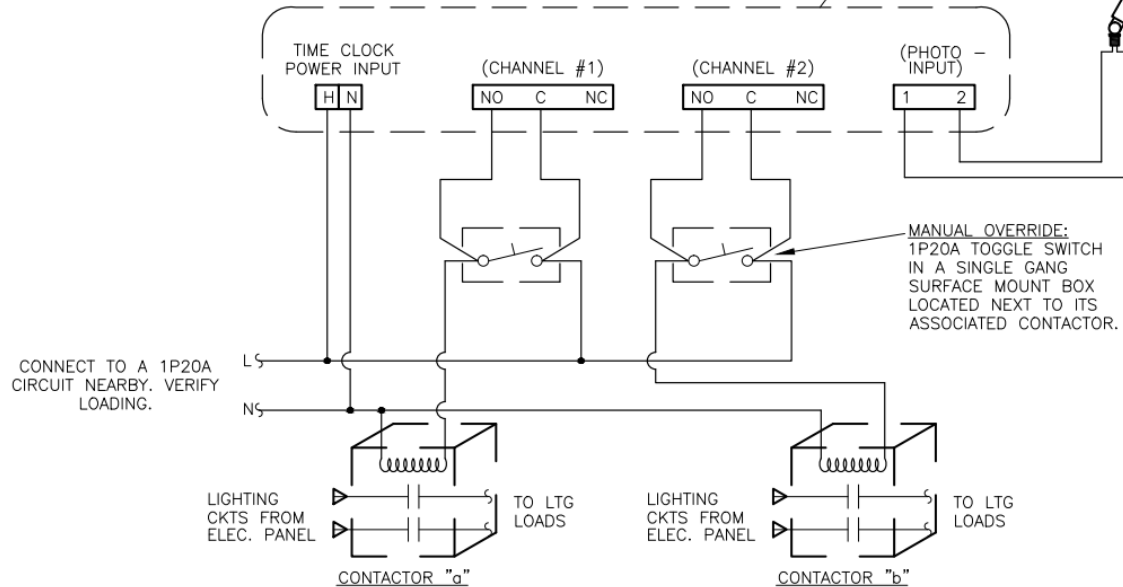 TIME CLOCK
POWER INPUT
(CHANNEL #1)
(CHANNEL #2)
(PHOTO -
INPUT)
H N
NO C NC
NO C NC
1 2
MANUAL OVERRIDE:
1P20A TOGGLE SWITCH
IN A SINGLE GANG
SURFACE MOUNT BOX
LOCATED NEXT TO ITS
ASSOCIATED CONTACTOR.
CONNECT TO A 1P20A
CIRCUIT NEARBY. VERIFY
LOADING.
L
N
LIGHTING
CKTS FROM
ELEC. PANEL
TO LTG
LOADS
CONTACTOR "a"
LIGHTING
CKTS FROM
ELEC. PANEL
TO LTG
LOADS
CONTACTOR "b"